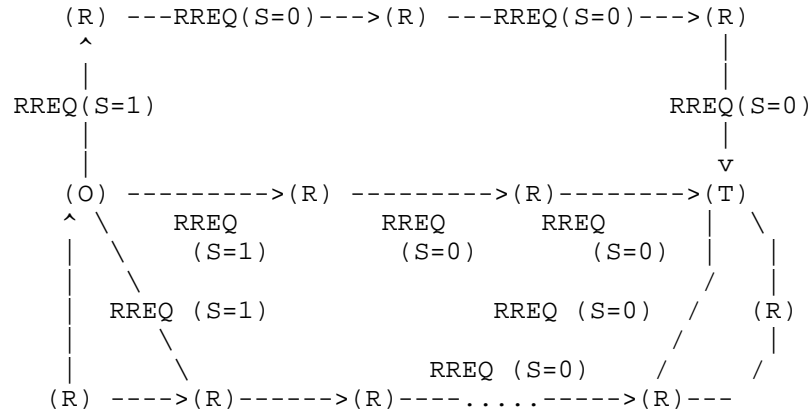 (R) ---RREQ(S=0)--->(R) ---RREQ(S=0)--->(R)
^ |
| |
RREQ(S=1) RREQ(S=0)
| |
| v
(O) --------->(R) --------->(R)-------->(T)
^ \ RREQ RREQ RREQ | \
| \ (S=1) (S=0) (S=0) | |
| \ / |
| RREQ (S=1) RREQ (S=0) / (R)
| \ / |
| \ RREQ (S=0) / /
(R) ---->(R)------>(R)----.....----->(R)---